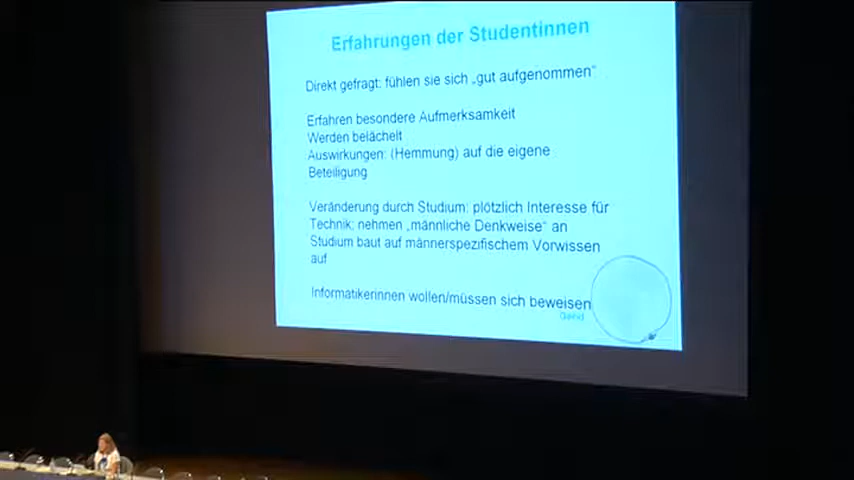 Erfahrungen der Studentinnen
Direkt gefragt: fühlen sie sich „gut aufgenommen“
Erfahren besondere Aufmerksamkeit
Werden belächelt
Auswirkungen: (Hemmung) auf die eigene
Beteiligung
Veränderung durch Studium: plötzlich Interesse für
Technik; nehmen „männliche Denkweise“ an
Studium baut auf männerspezifischem Vorwissen
auf
Informatikerinnen wollen/müssen sich beweisen